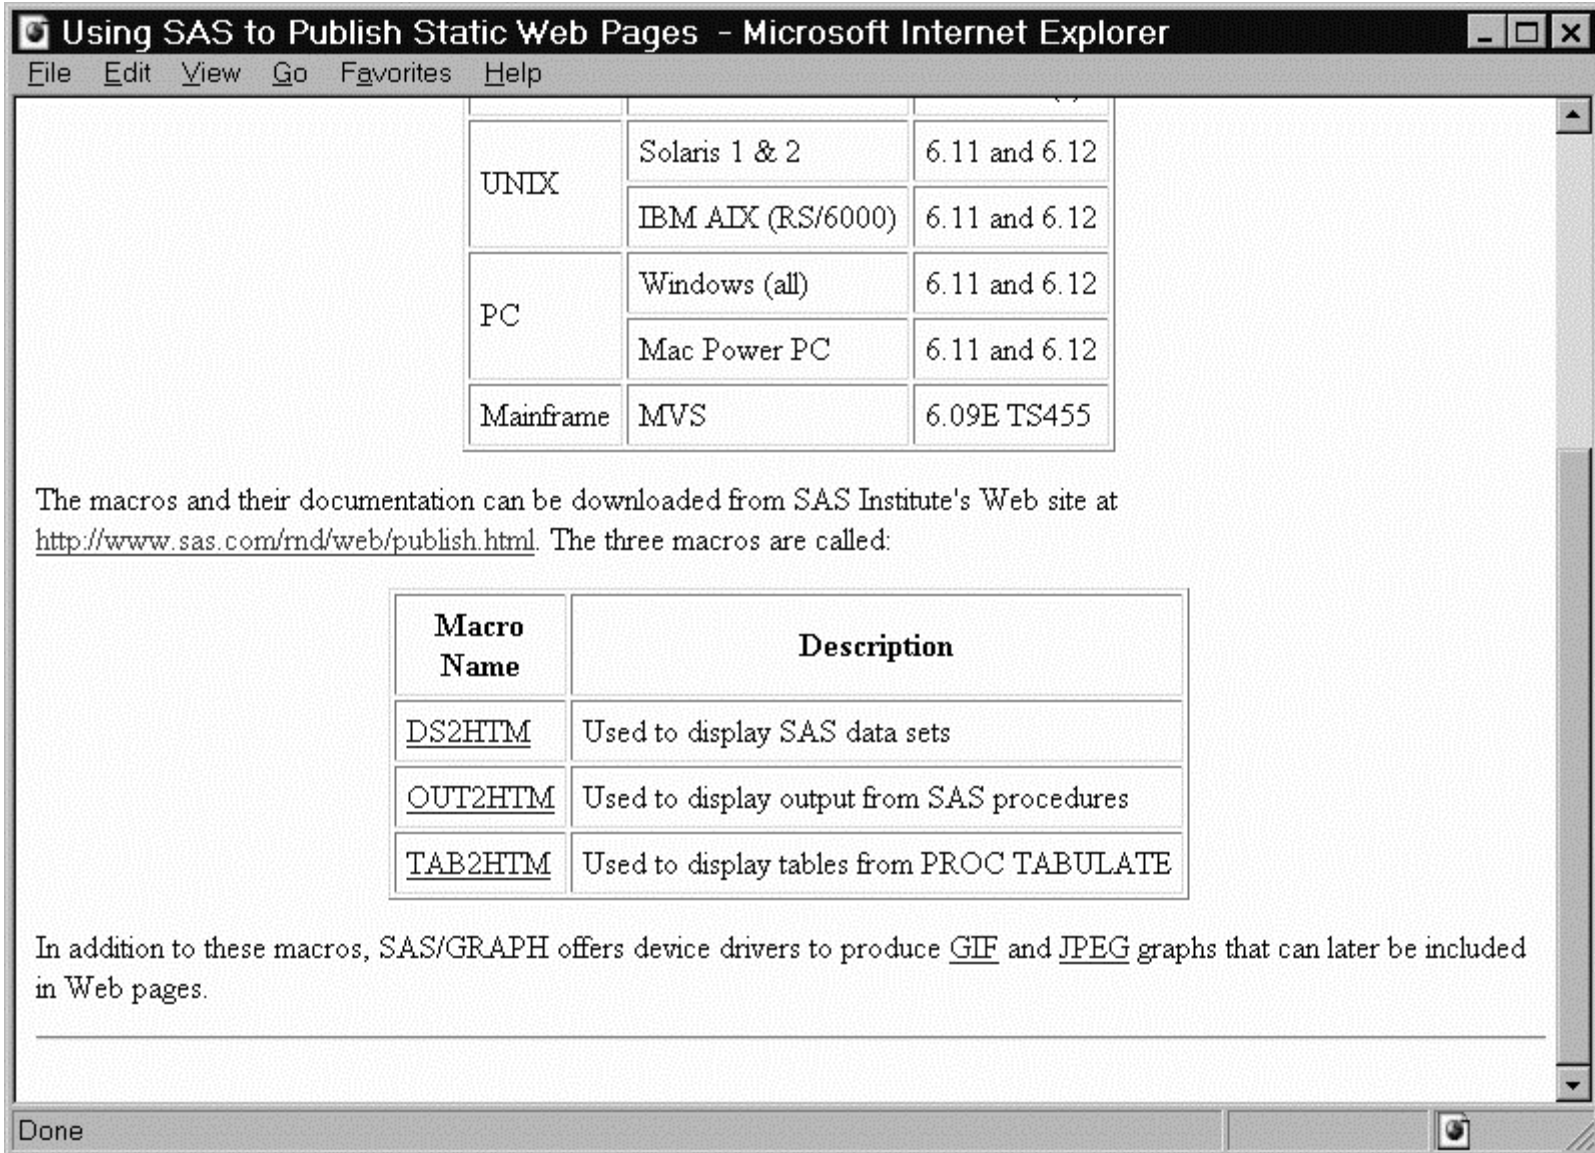 Using SAS to Publish Static Web Pages - Microsoft Internet Explorer
File Edit View Go Favorites Help
UNIX
Solaris 1 & 2 6.11 and 6.12
IBM AIX (RS/6000) 6.11 and 6.12
PC
Windows (all) 6.11 and 6.12
Mac Power PC 6.11 and 6.12
Mainframe MVS 6.09E TS455
The macros and their documentation can be downloaded from SAS Institute's Web site at
http://www.sas.com/rnd/web/publish.html. The three macros are called:
Macro
Name
Description
DS2HTM Used to display SAS data sets
OUT2HTM Used to display output from SAS procedures
TAB2HTM Used to display tables from PROC TABULATE
In addition to these macros, SAS/GRAPH offers device drivers to produce GIF and JPEG graphs that can later be included
in Web pages.
Done